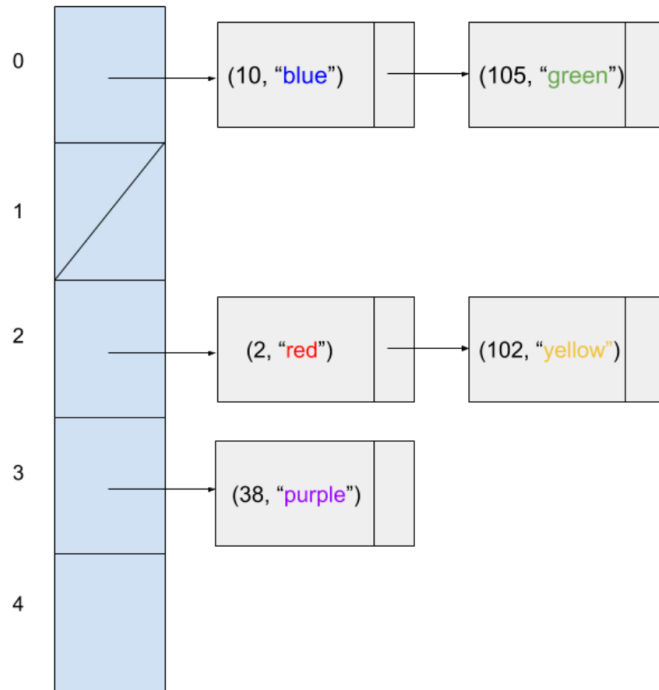 0
(10, “blue”)
(105, “green”)
1
2
(2, “red”)
(102, “yellow”)
3
(38, “purple”)
4